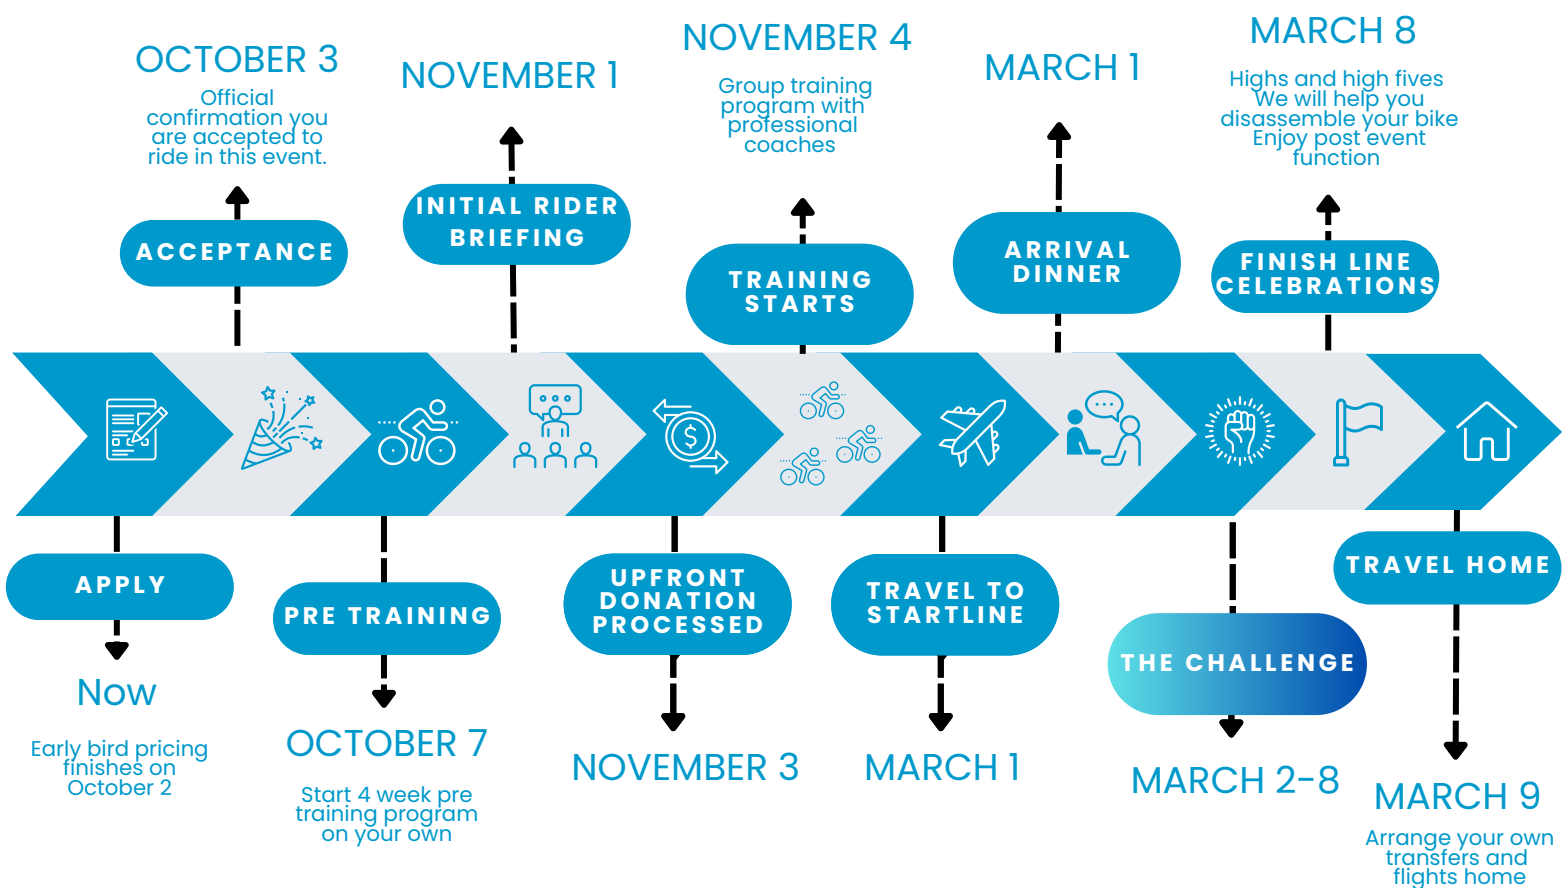 OCTOBER 3
Official
confirmation you
are accepted to
ride in this event.
ACCEPTANCE
NOVEMBER 1
INITIAL RIDER
BRIEFING
NOVEMBER 4
Group training
program with
professional
coaches
TRAINING
STARTS
MARCH 1
ARRIVAL
DINNER
MARCH 8
Highs and high fives
We will help you
disassemble your bike
Enjoy post event
function
FINISH LINE
CELEBRATIONS
$
APPLY
Now
Early bird pricing
finishes on
October 2
PRE TRAINING
OCTOBER 7
Start 4 week pre
training program
on your own
UPFRONT
DONATION
PROCESSED
NOVEMBER 3
TRAVEL TO
STARTLINE
MARCH 1
THE CHALLENGE
MARCH 2-8
TRAVEL HOME
MARCH 9
Arrange your own
transfers and
flights home